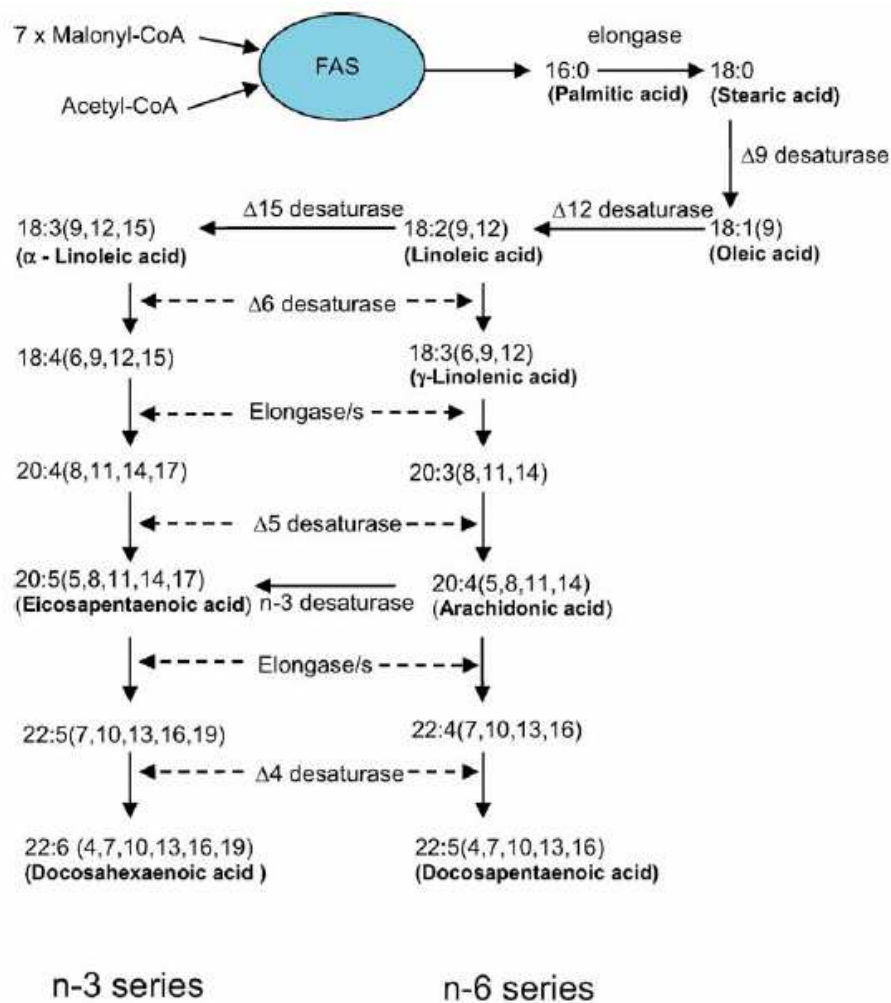 7 x Malonyl-CoA
Acetyl-CoA
FAS
elongase
16:0
(Palmitic acid)
18:0
(Stearic acid)
Δ9 desaturase
18:1(9)
(Oleic acid)
Δ12 desaturase
18:2(9,12)
(Linoleic acid)
Δ15 desaturase
18:3(9,12,15)
(α - Linoleic acid)
Δ6 desaturase
18:4(6,9,12,15)
18:3(6,9,12)
(γ-Linolenic acid)
Elongase/s
20:4(8,11,14,17)
20:3(8,11,14)
Δ5 desaturase
20:5(5,8,11,14,17)
(Eicosapentaenoic acid)
n-3 desaturase
20:4(5,8,11,14)
(Arachidonic acid)
Elongase/s
22:5(7,10,13,16,19)
22:4(7,10,13,16)
Δ4 desaturase
22:6 (4,7,10,13,16,19)
(Docosahexaenoic acid )
22:5(4,7,10,13,16)
(Docosapentaenoic acid)
n-3 series
n-6 series